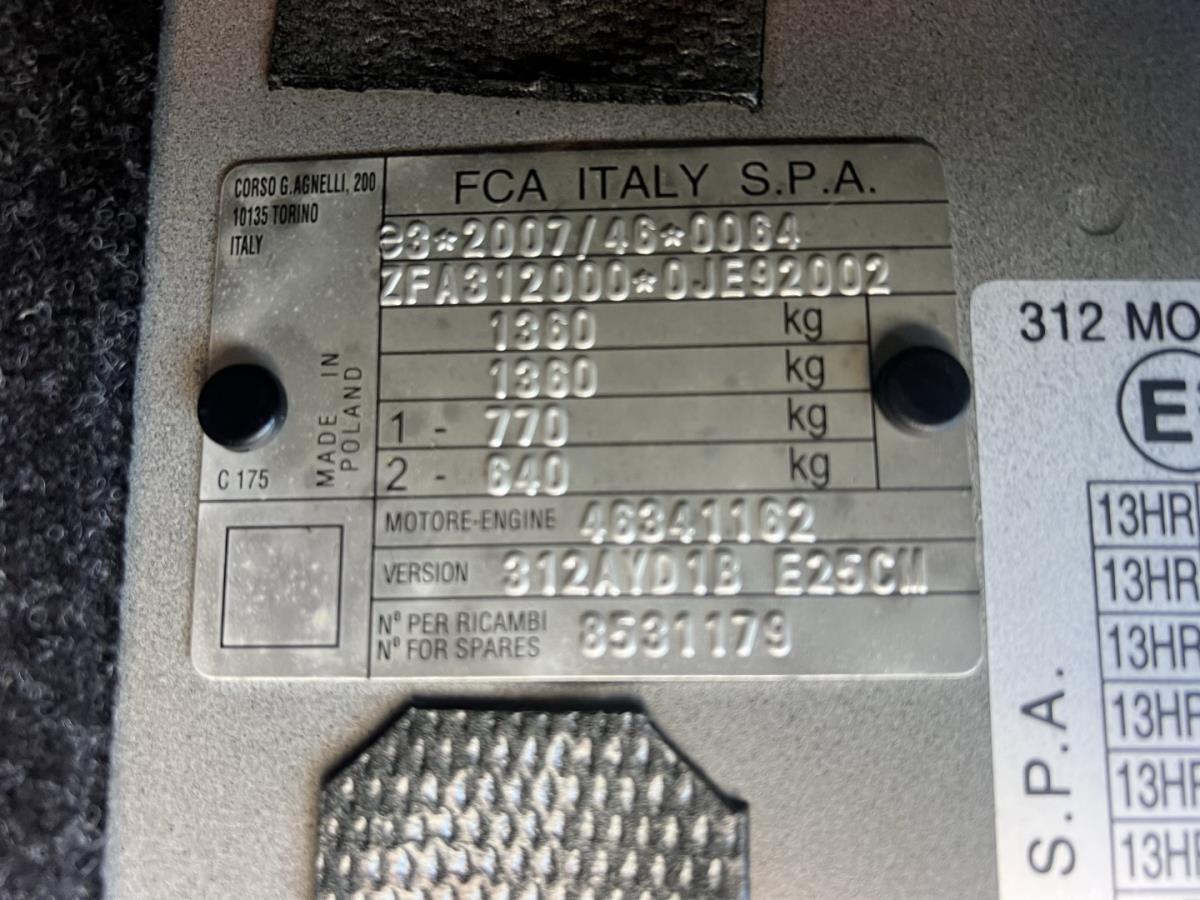 CORSO G.AGNELLI, 200
10135 TORINO
ITALY
MADE IN
POLAND
C 175
FCA ITALY S.P.A.
e3*2007/46*0064
ZFA312000*0JE92002
1360 kg
1360 kg
1 - 770 kg
2 - 640 kg
MOTORE-ENGINE 46341162
VERSION 312AYD1B E25CM
Nº PER RICAMBI
Nº FOR SPARES 8531179
312 MO
E
13HR
13HR
13HR
13HR
13HR
13HR
S.P.A.